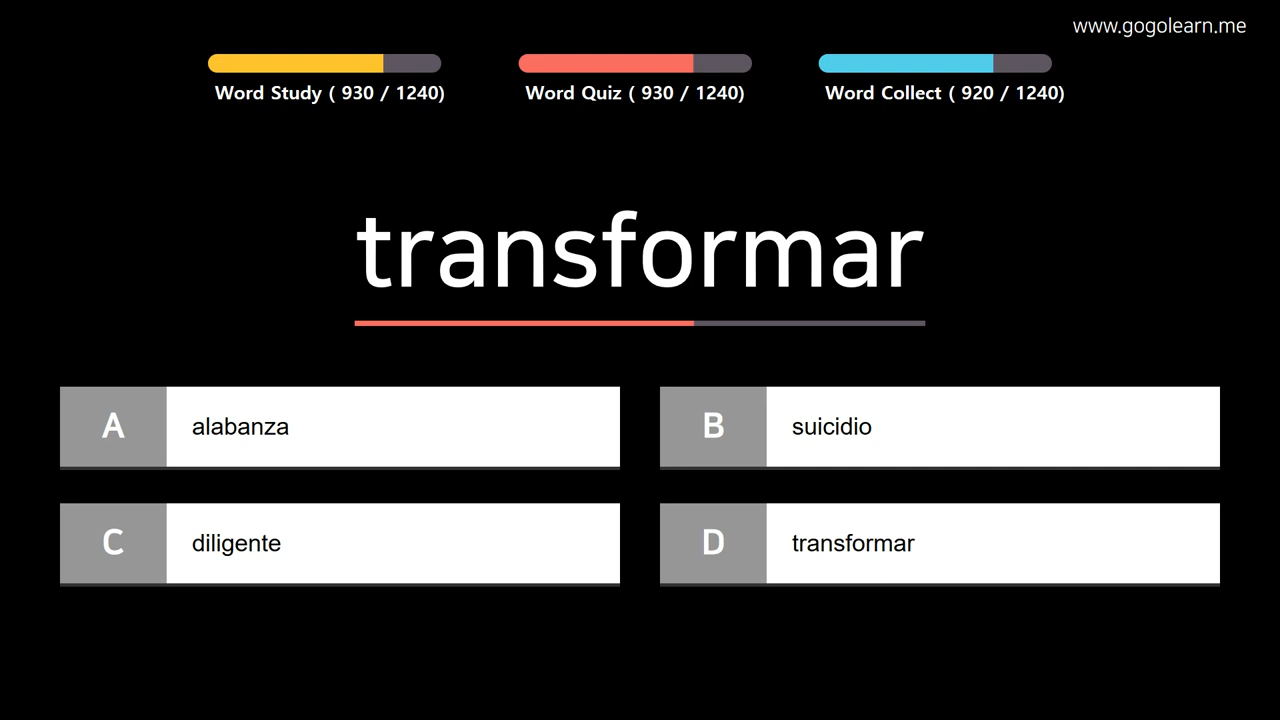 www.gogolearn.me
Word Study ( 930 / 1240)
Word Quiz ( 930 / 1240)
Word Collect ( 920 / 1240)
transformar
A
alabanza
B
suicidio
C
diligente
D
transformar